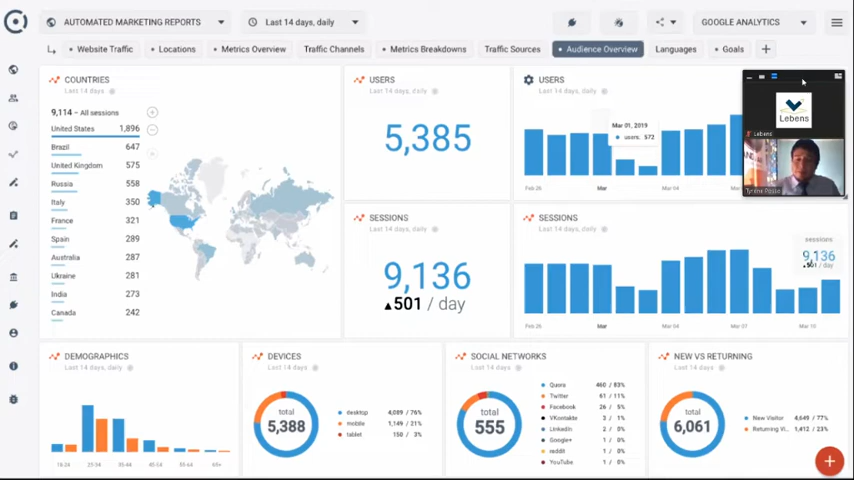 AUTOMATED MARKETING REPORTS
Last 14 days, daily
GOOGLE ANALYTICS
Website Traffic
Locations
Metrics Overview
Traffic Channels
Metrics Breakdowns
Traffic Sources
Audience Overview
Languages
Goals
COUNTRIES
Last 14 days
9,114 – All sessions
United States 1,896
Brazil 647
United Kingdom 575
Russia 558
Italy 350
France 321
Spain 289
Australia 287
Ukraine 281
India 273
Canada 242
USERS
Last 14 days, daily
5,385
USERS
Last 14 days, daily
Mar 01, 2019
users: 572
Feb 26
Mar
Mar 04
Lebens
Lebens
SESSIONS
Last 14 days, daily
9,136
▲501 / day
SESSIONS
Last 14 days, daily
sessions
9,136
▲501 / day
Feb 26
Mar
Mar 04
Mar 07
Mar 10
DEMOGRAPHICS
Last 14 days, daily
18-24
25-34
35-44
45-54
55-64
65+
DEVICES
Last 14 days
total
5,388
desktop 4,089 / 76%
mobile 1,149 / 21%
tablet 150 / 3%
SOCIAL NETWORKS
Last 14 days
total
555
Quora 460 / 83%
Twitter 61 / 11%
Facebook 26 / 5%
VKontakte 3 / 1%
LinkedIn 2 / 0%
Google+ 1 / 0%
reddit 1 / 0%
YouTube 1 / 0%
NEW VS RETURNING
Last 14 days
total
6,061
New Visitor 4,649 / 77%
Returning Vi... 1,412 / 23%